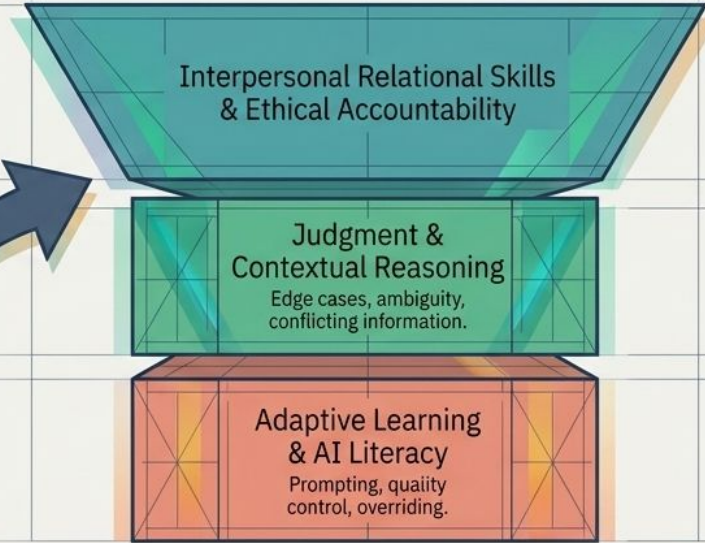 Interpersonal Relational Skills
& Ethical Accountability
Judgment &
Contextual Reasoning
Edge cases, ambiguity,
conflicting information.
Adaptive Learning
& AI Literacy
Prompting, quality
control, overriding.